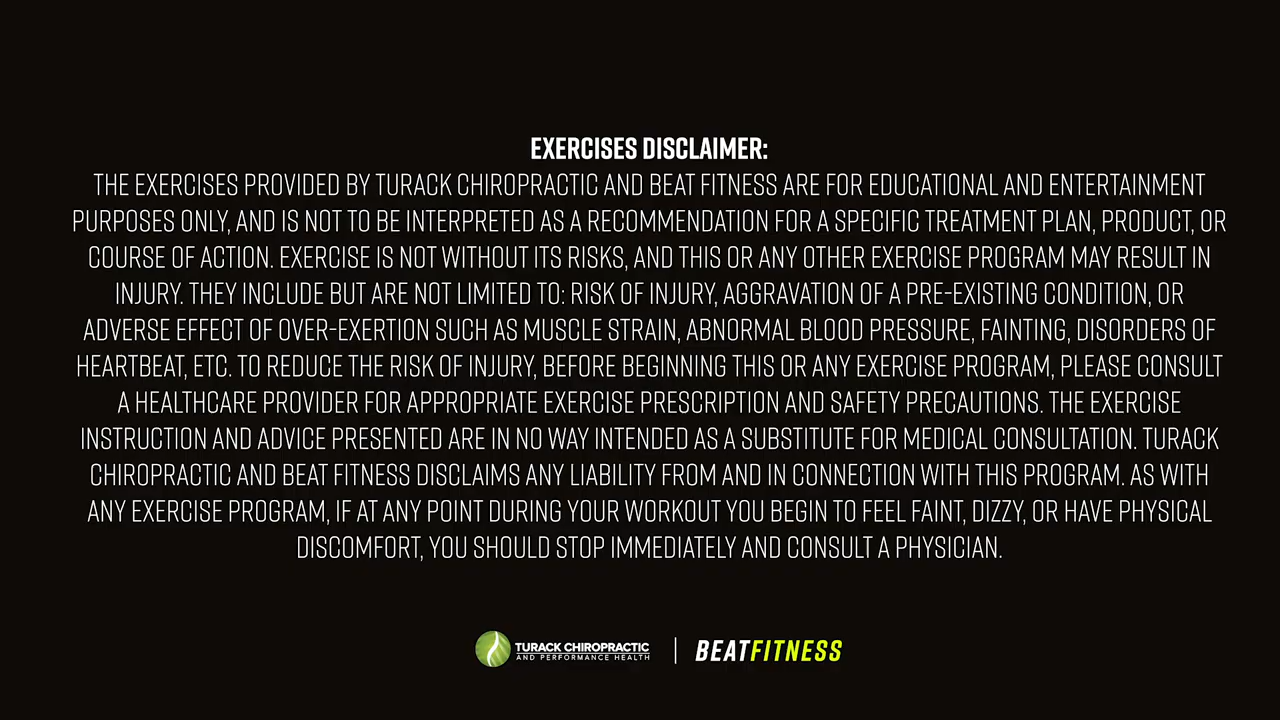 EXERCISES DISCLAIMER:
THE EXERCISES PROVIDED BY TURACK CHIROPRACTIC AND BEAT FITNESS ARE FOR EDUCATIONAL AND ENTERTAINMENT
PURPOSES ONLY, AND IS NOT TO BE INTERPRETED AS A RECOMMENDATION FOR A SPECIFIC TREATMENT PLAN, PRODUCT, OR
COURSE OF ACTION. EXERCISE IS NOT WITHOUT ITS RISKS, AND THIS OR ANY OTHER EXERCISE PROGRAM MAY RESULT IN
INJURY. THEY INCLUDE BUT ARE NOT LIMITED TO: RISK OF INJURY, AGGRAVATION OF A PRE-EXISTING CONDITION, OR
ADVERSE EFFECT OF OVER-EXERTION SUCH AS MUSCLE STRAIN, ABNORMAL BLOOD PRESSURE, FAINTING, DISORDERS OF
HEARTBEAT, ETC. TO REDUCE THE RISK OF INJURY, BEFORE BEGINNING THIS OR ANY EXERCISE PROGRAM, PLEASE CONSULT
A HEALTHCARE PROVIDER FOR APPROPRIATE EXERCISE PRESCRIPTION AND SAFETY PRECAUTIONS. THE EXERCISE
INSTRUCTION AND ADVICE PRESENTED ARE IN NO WAY INTENDED AS A SUBSTITUTE FOR MEDICAL CONSULTATION. TURACK
CHIROPRACTIC AND BEAT FITNESS DISCLAIMS ANY LIABILITY FROM AND IN CONNECTION WITH THIS PROGRAM. AS WITH
ANY EXERCISE PROGRAM, IF AT ANY POINT DURING YOUR WORKOUT YOU BEGIN TO FEEL FAINT, DIZZY, OR HAVE PHYSICAL
DISCOMFORT, YOU SHOULD STOP IMMEDIATELY AND CONSULT A PHYSICIAN.
TURACK CHIROPRACTIC
AND PERFORMANCE HEALTH
BEATFITNESS